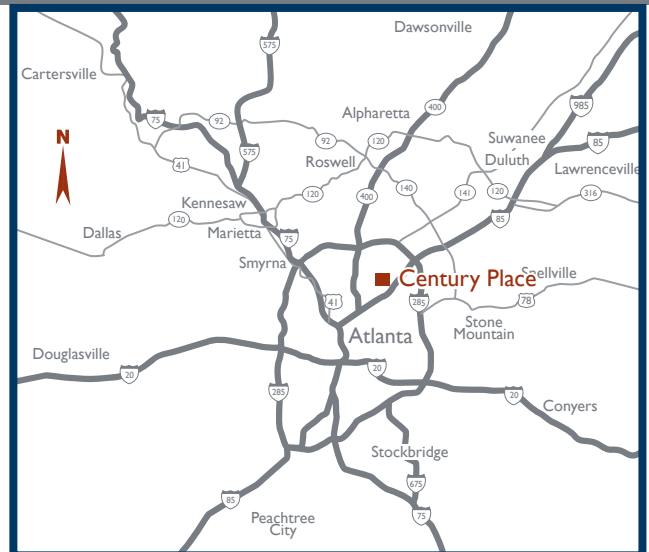 Dawsonville
575
Cartersville
985
400
Alpharetta
75
92
Suwanee
92
120
85
N
575
Duluth
41
Roswell
Lawrenceville
140
141
120
316
120
400
Kennesaw
120
85
Dallas
Marietta
75
Smyrna
Century Place
Snellville
41
285
78
Stone
Mountain
Atlanta
Douglasville
20
20
285
20
Conyers
Stockbridge
675
85
75
Peachtree
City